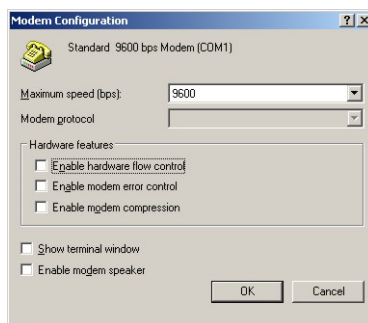 Modem Configuration
Standard 9600 bps Modem (COM1)
Maximum speed (bps): 9600
Modem protocol
Hardware features
Enable hardware flow control
Enable modem error control
Enable modem compression
Show terminal window
Enable modem speaker
OK Cancel